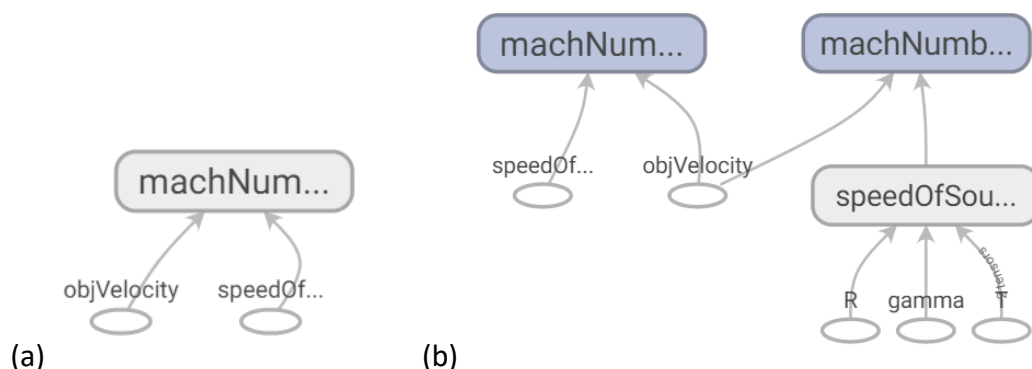 machNum...
objVelocity
speedOf...
(a)
machNum...
machNumb...
speedOf...
objVelocity
speedOfSou...
R
gamma
T
(b)